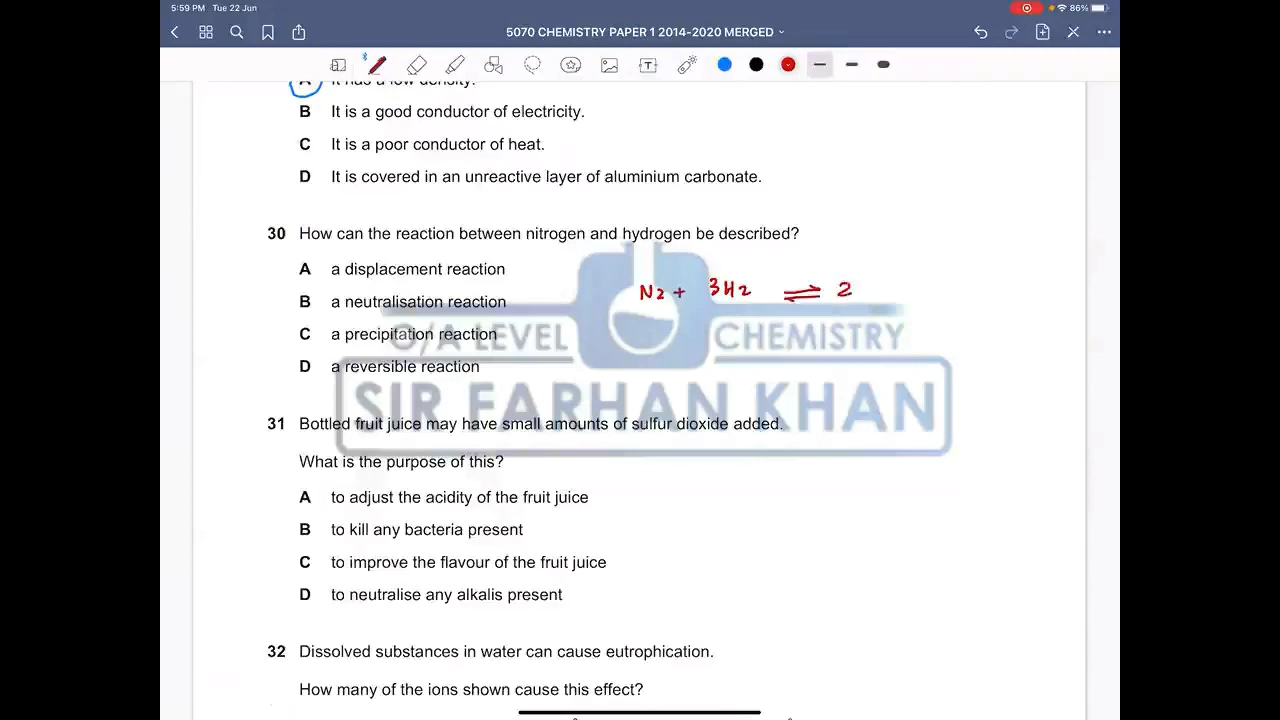 5:59 PM Tue 22 Jun
86%
5070 CHEMISTRY PAPER 1 2014-2020 MERGED
A It has a low density.
B It is a good conductor of electricity.
C It is a poor conductor of heat.
D It is covered in an unreactive layer of aluminium carbonate.
30 How can the reaction between nitrogen and hydrogen be described?
A a displacement reaction
N2 + 3H2 ⇌ 2
B a neutralisation reaction
C a precipitation reaction
O/A LEVEL CHEMISTRY
D a reversible reaction
SIR FARHAN KHAN
31 Bottled fruit juice may have small amounts of sulfur dioxide added.
What is the purpose of this?
A to adjust the acidity of the fruit juice
B to kill any bacteria present
C to improve the flavour of the fruit juice
D to neutralise any alkalis present
32 Dissolved substances in water can cause eutrophication.
How many of the ions shown cause this effect?